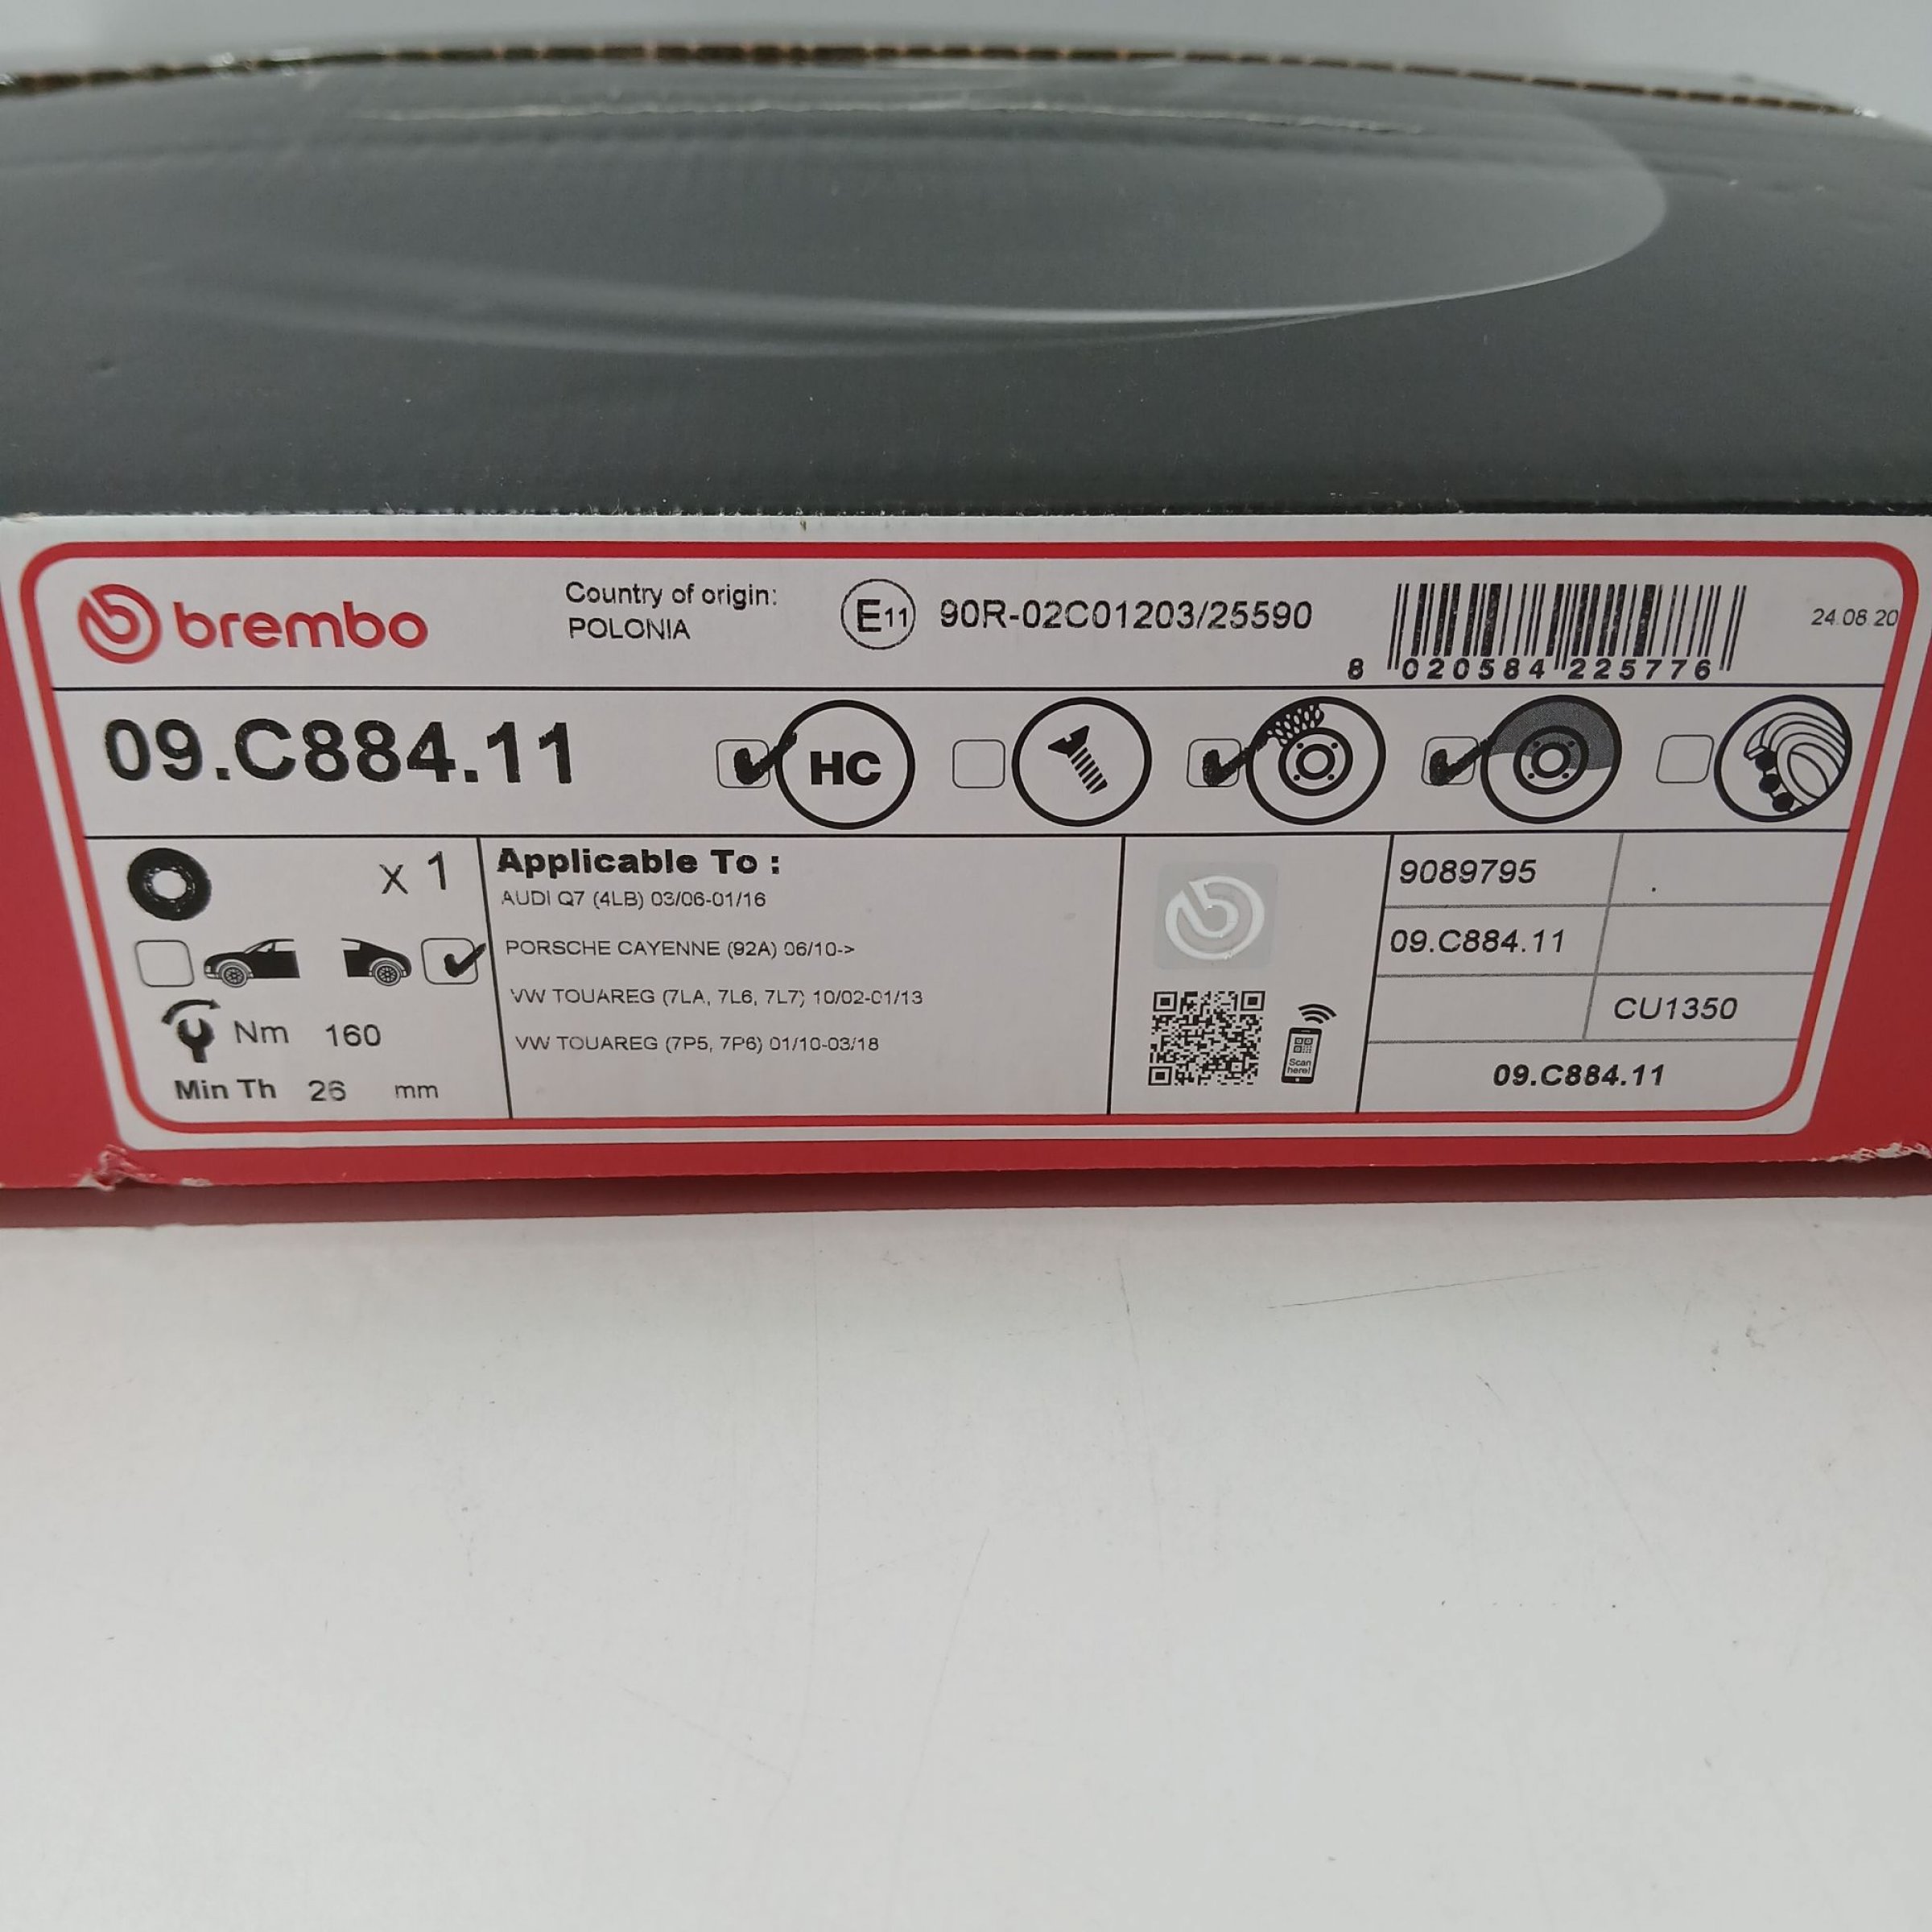 brembo
Country of origin:
POLONIA
E11 90R-02C01203/25590
8 020584 225776
24.08.20
09.C884.11
HC
x 1
Nm 160
Min Th 26 mm
Applicable To :
AUDI Q7 (4LB) 03/06-01/16
PORSCHE CAYENNE (92A) 06/10->
VW TOUAREG (7LA, 7L6, 7L7) 10/02-01/13
VW TOUAREG (7P5, 7P6) 01/10-03/18
Scan
here!
9089795
09.C884.11
CU1350
09.C884.11